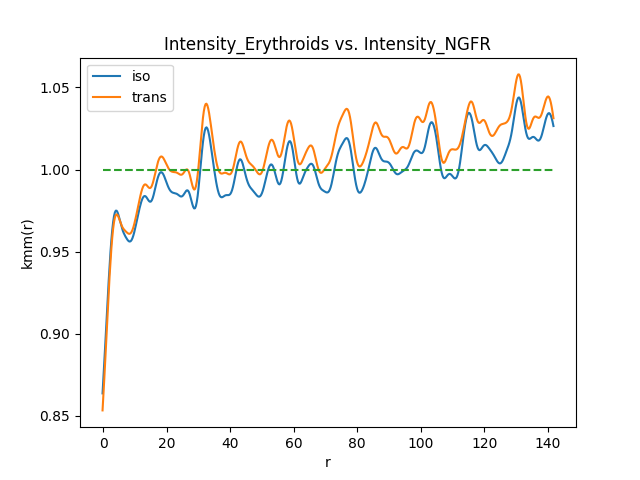 Intensity_Erythroids vs. Intensity_NGFR
iso
trans
1.05
1.00
0.95
0.90
0.85
kmm(r)
0 20 40 60 80 100 120 140
r